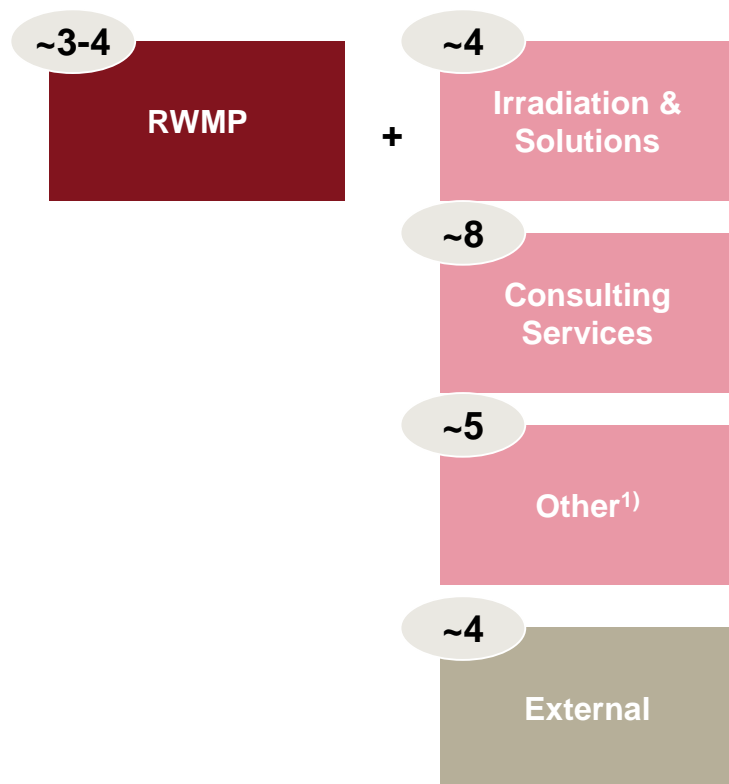 ~3-4
RWMP
+
~4
Irradiation &
Solutions
~8
Consulting
Services
~5
Other¹⁾
~4
External